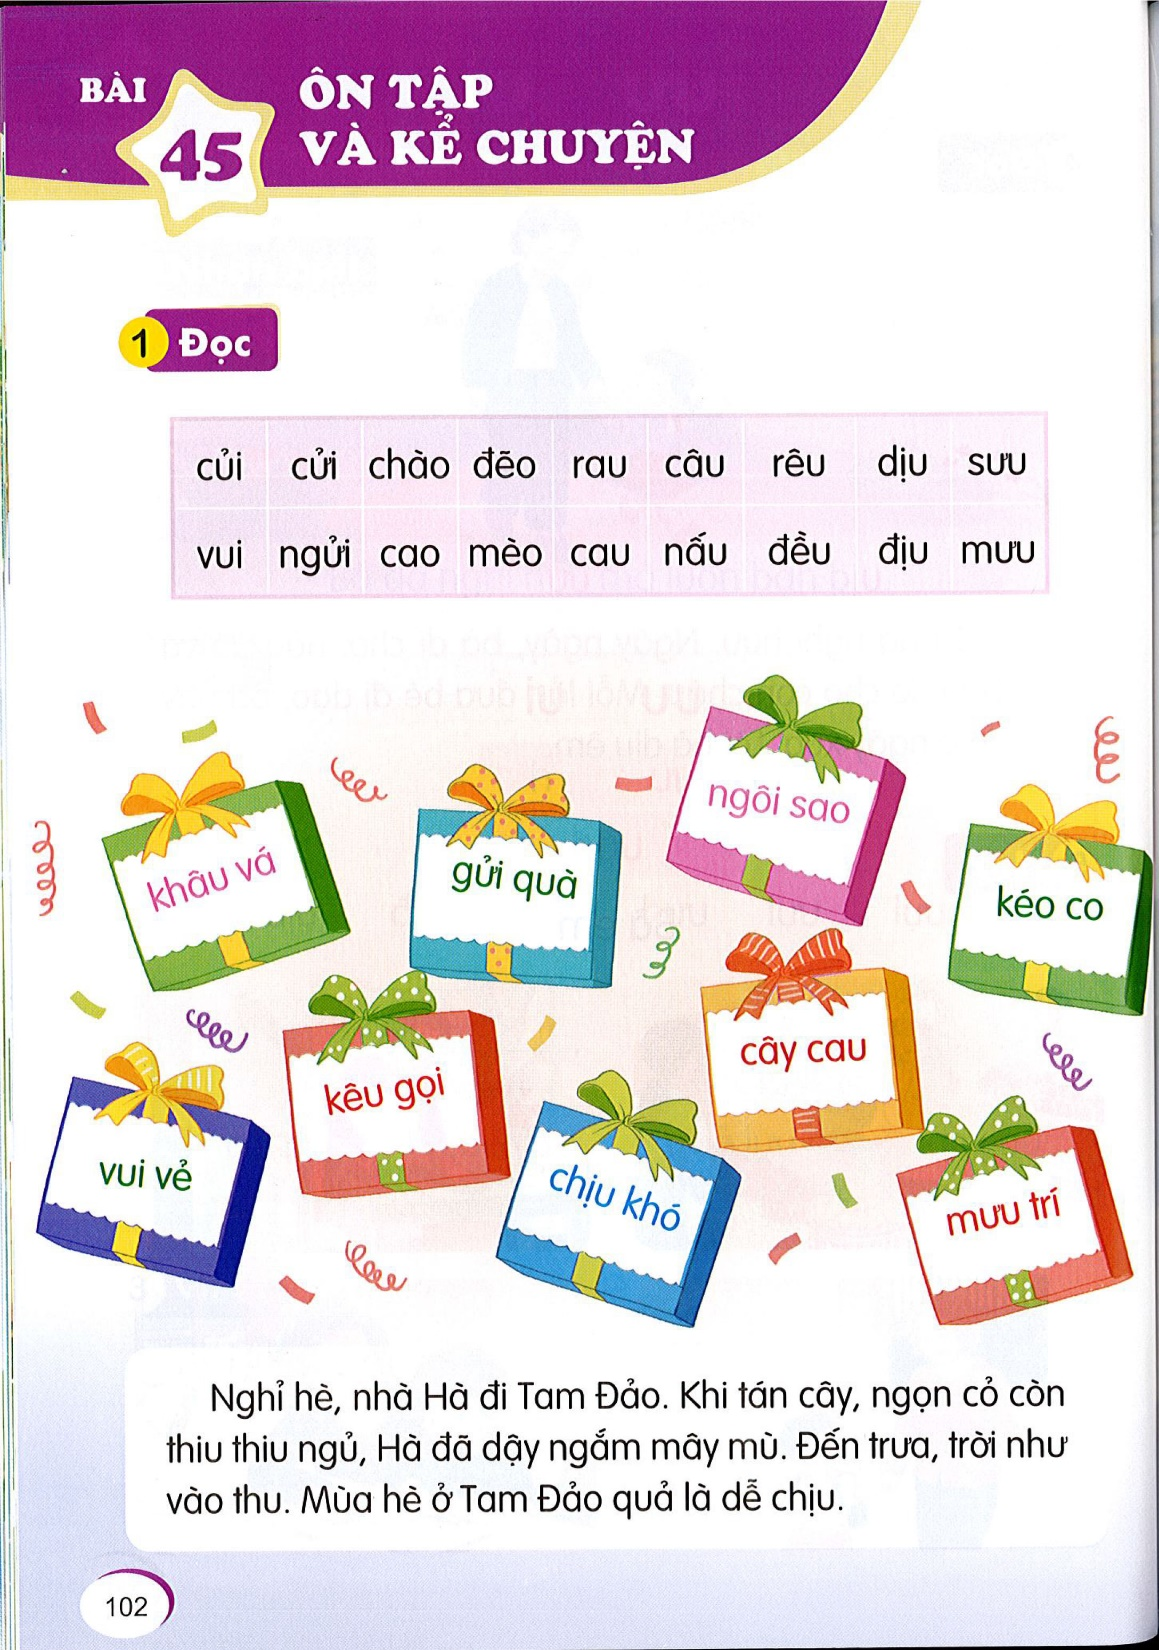 BÀI
45
ÔN TẬP
VÀ KỂ CHUYỆN
1 Đọc
củi cửi chào đẽo rau câu rêu dịu sưu
vui ngửi cao mèo cau nấu đều địu mưu
khâu vá
gửi quà
ngôi sao
kéo co
vui vẻ
kêu gọi
chịu khó
cây cau
mưu trí
Nghỉ hè, nhà Hà đi Tam Đảo. Khi tán cây, ngọn cỏ còn
thiu thiu ngủ, Hà đã dậy ngắm mây mù. Đến trưa, trời như
vào thu. Mùa hè ở Tam Đảo quả là dễ chịu.
102